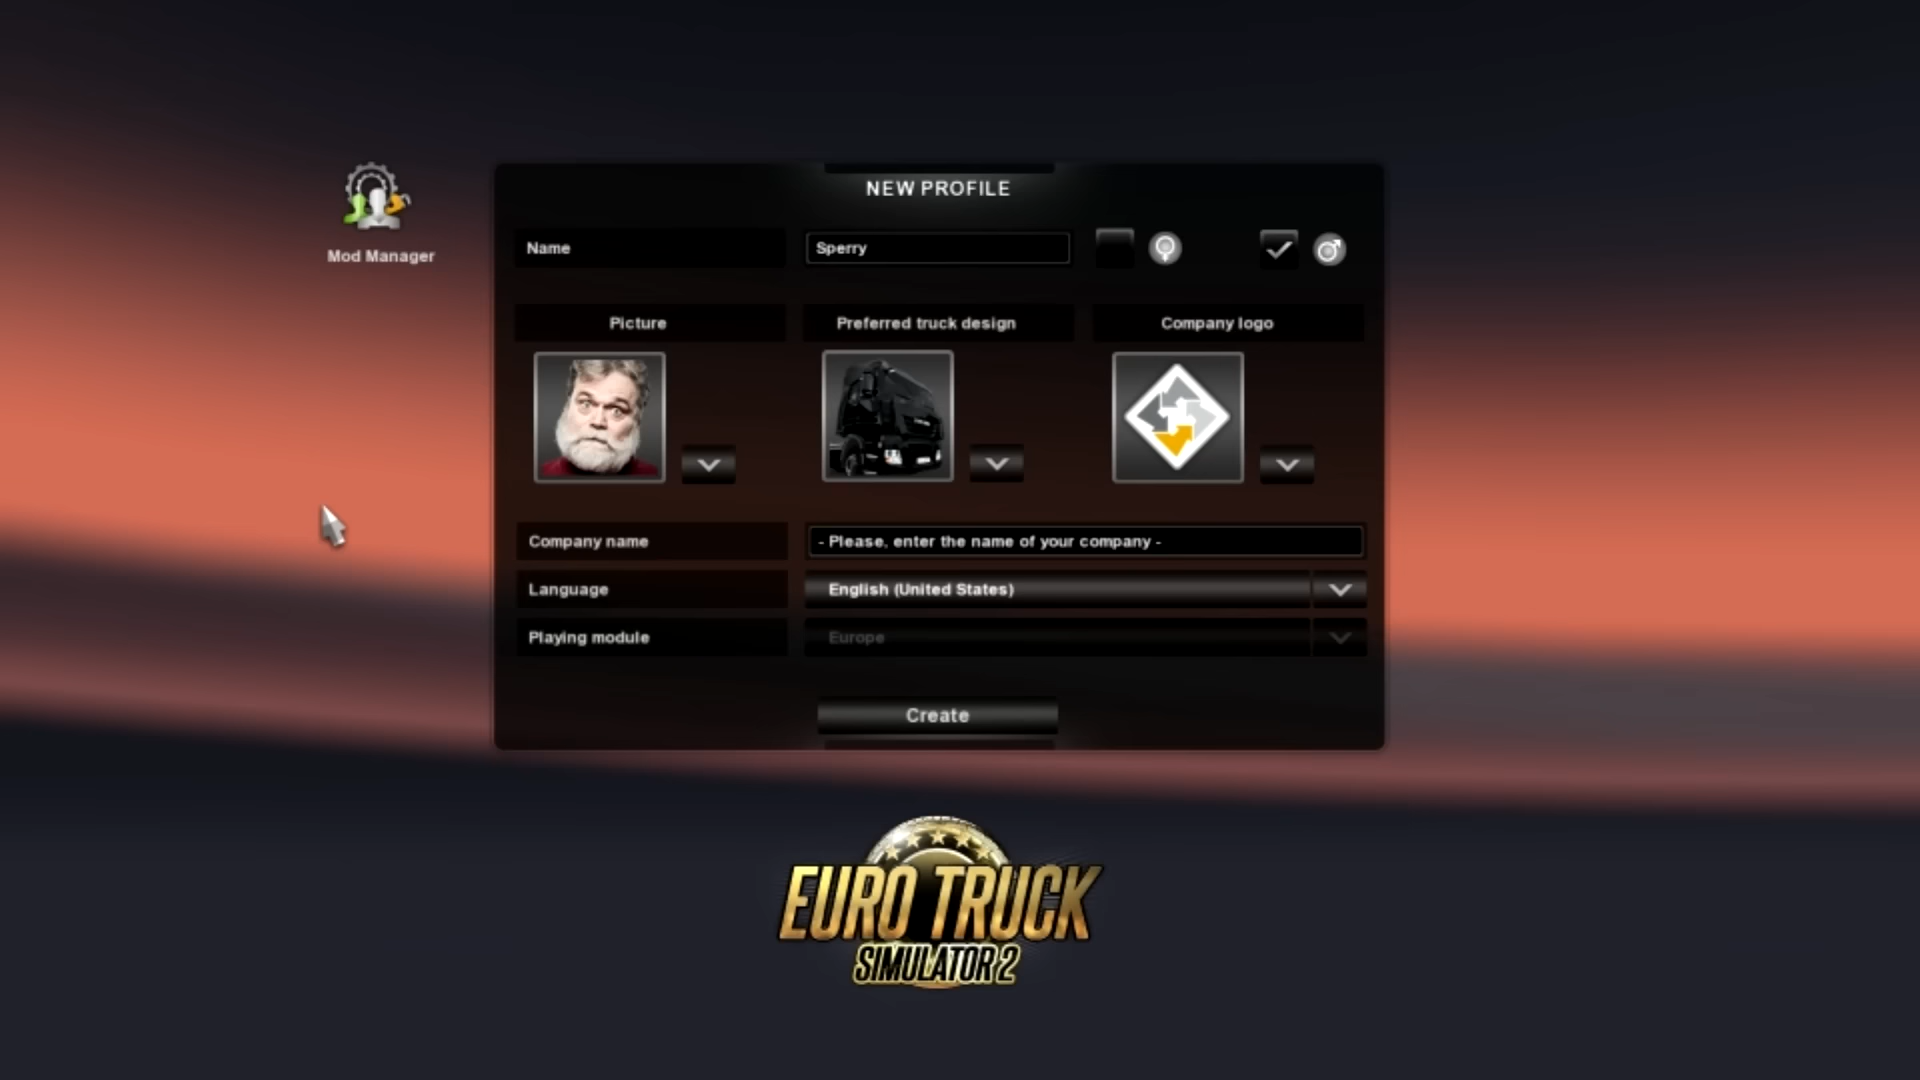 NEW PROFILE
Mod Manager
Name
Sperry
Picture
Preferred truck design
Company logo
Company name
- Please, enter the name of your company -
Language
English (United States)
Playing module
Europe
Create
EURO TRUCK
SIMULATOR 2